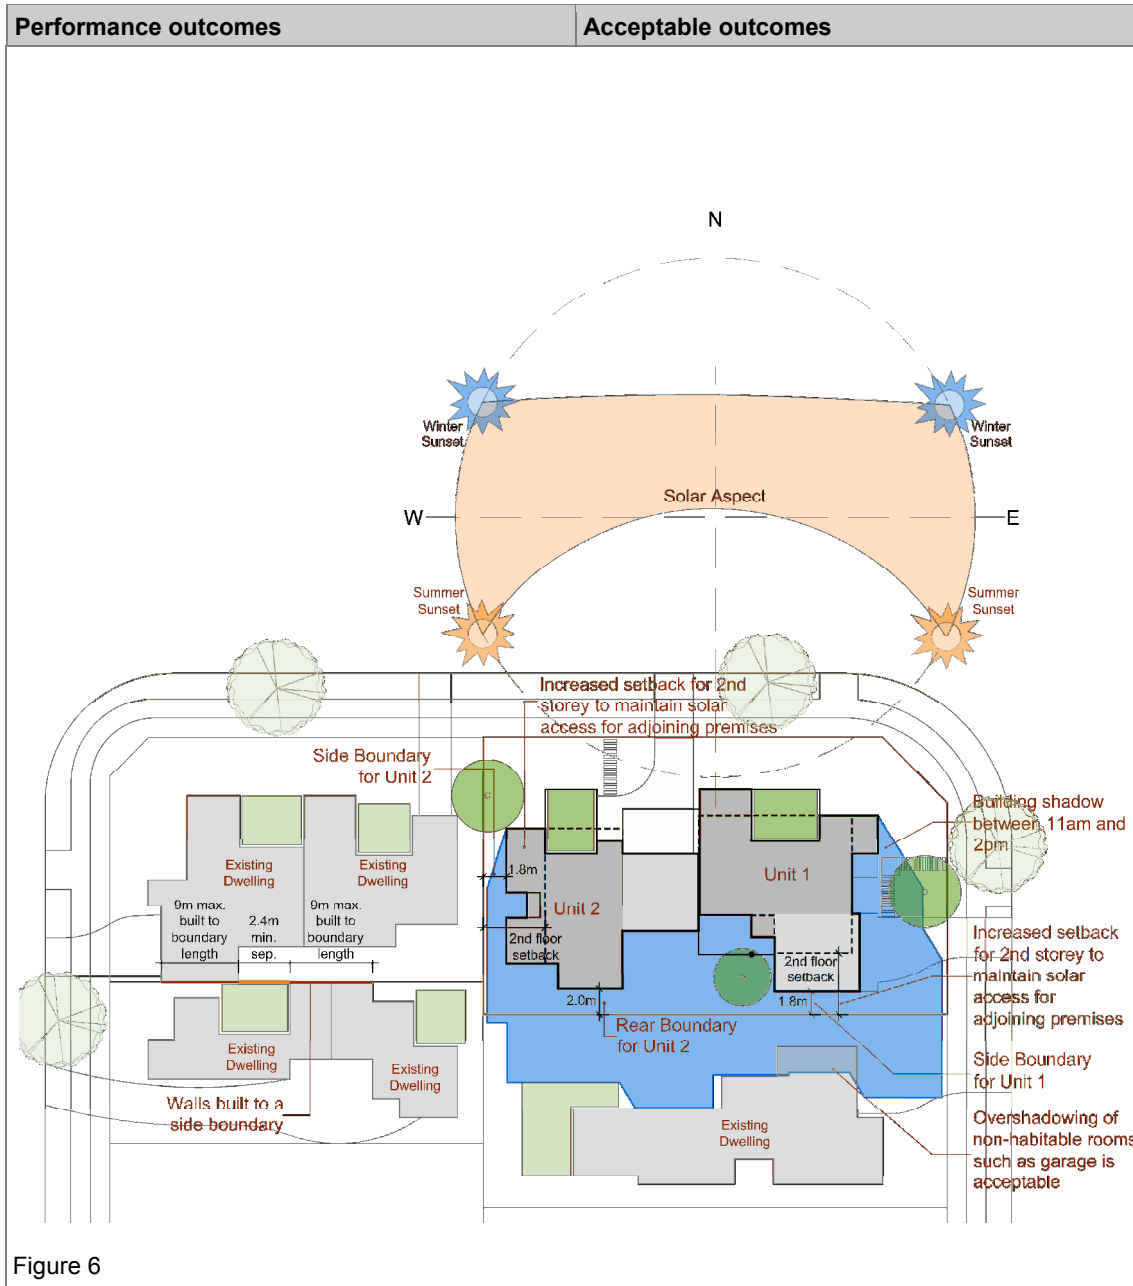 Performance outcomes
Acceptable outcomes
N
Winter
Sunset
Winter
Sunset
Solar Aspect
W
E
Summer
Sunset
Summer
Sunset
Increased setback for 2nd
storey to maintain solar
access for adjoining premises
Side Boundary
for Unit 2
Building shadow
between 11am and
2pm
Existing
Dwelling
Existing
Dwelling
1.8m
Unit 1
Unit 2
9m max.
built to
boundary
length
2.4m
min.
sep.
9m max.
built to
boundary
length
2nd floor
setback
2nd floor
setback
Increased setback
for 2nd storey to
maintain solar
access for
adjoining premises
2.0m
1.8m
Rear Boundary
for Unit 2
Existing
Dwelling
Existing
Dwelling
Side Boundary
for Unit 1
Walls built to a
side boundary
Existing
Dwelling
Overshadowing of
non-habitable rooms
such as garage is
acceptable
Figure 6